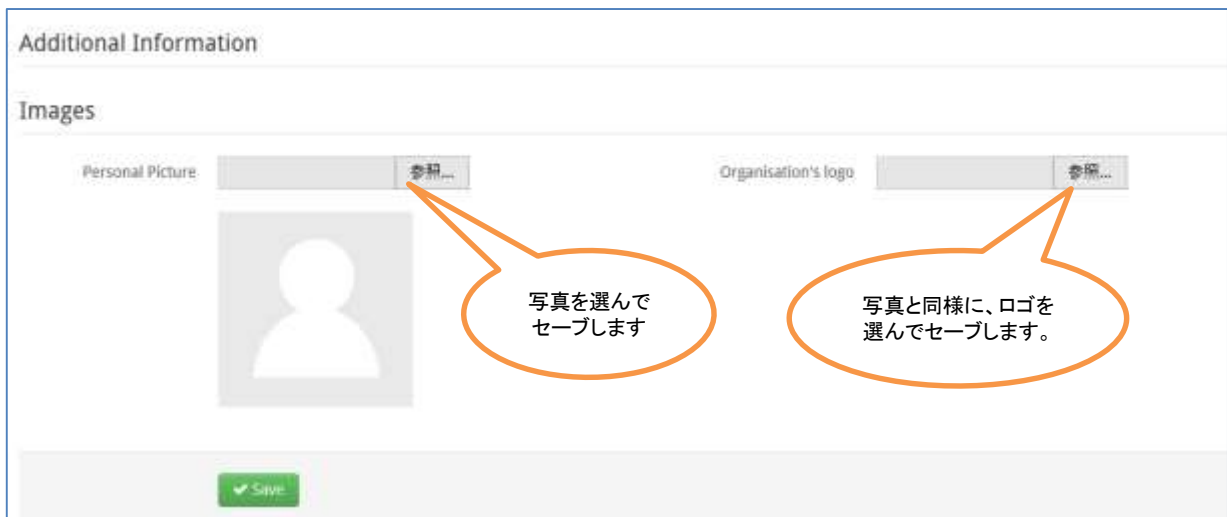 Additional Information
Images
Personal Picture
参照...
Organisation's logo
参照...
写真を選んで
セーブします
写真と同様に、ロゴを
選んでセーブします。
Save